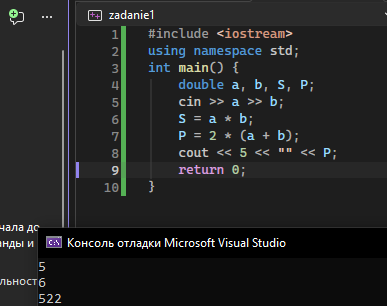 zadanie1
1 #include <iostream>
2 using namespace std;
3 int main() {
4 double a, b, S, P;
5 cin >> a >> b;
6 S = a * b;
7 P = 2 * (a + b);
8 cout << 5 << "" << P;
9 return 0;
10 }
чала до
нды и
льност
Консоль отладки Microsoft Visual Studio
5
6
522